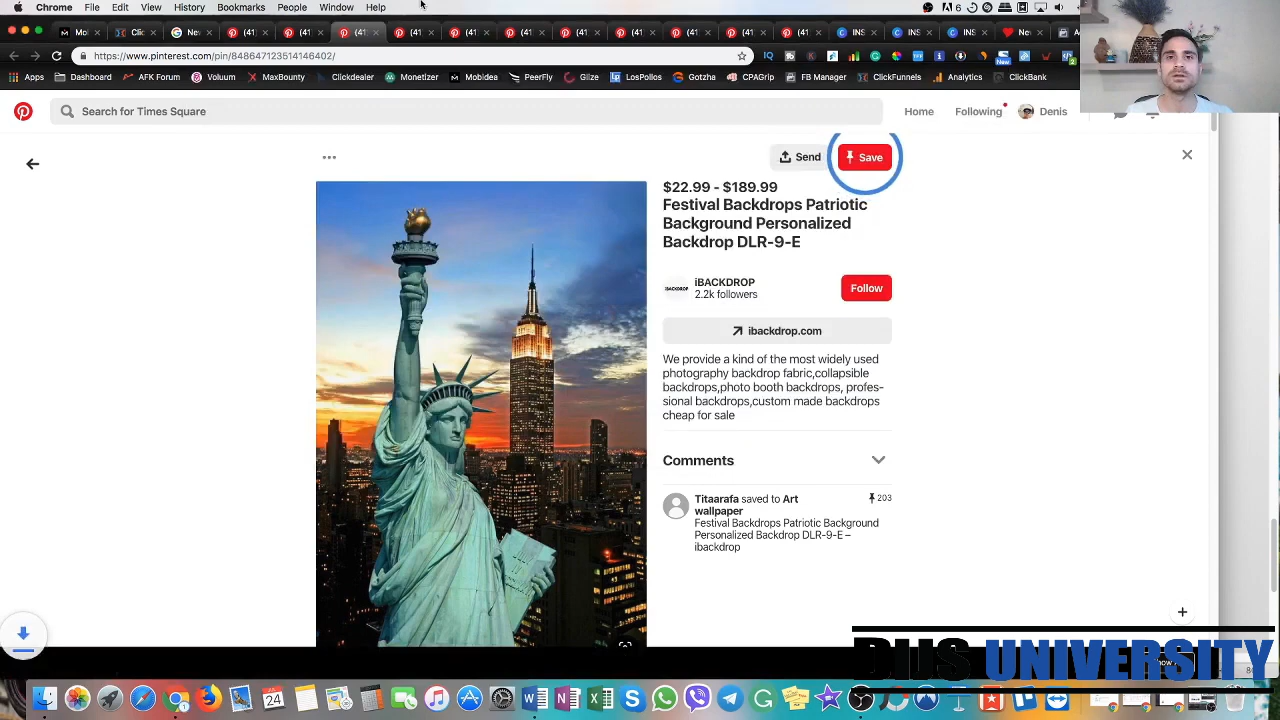 Chrome File Edit View History Bookmarks People Window Help
6
https://www.pinterest.com/pin/848647123514146402/
Apps Dashboard AFK Forum Voluum MaxBounty Clickdealer Monetizer Mobidea PeerFly Glize LosPollos Gotzha CPAGrip FB Manager ClickFunnels Analytics ClickBank
Search for Times Square
Home Following Denis
Send Save
$22.99 - $189.99
Festival Backdrops Patriotic
Background Personalized
Backdrop DLR-9-E
iBACKDROP
2.2k followers
Follow
ibackdrop.com
We provide a kind of the most widely used
photography backdrop fabric,collapsible
backdrops,photo booth backdrops, profes-
sional backdrops,custom made backdrops
cheap for sale
Comments
Titaarafa saved to Art
wallpaper
203
Festival Backdrops Patriotic Background
Personalized Backdrop DLR-9-E –
ibackdrop
DIJS UNIVERSITY